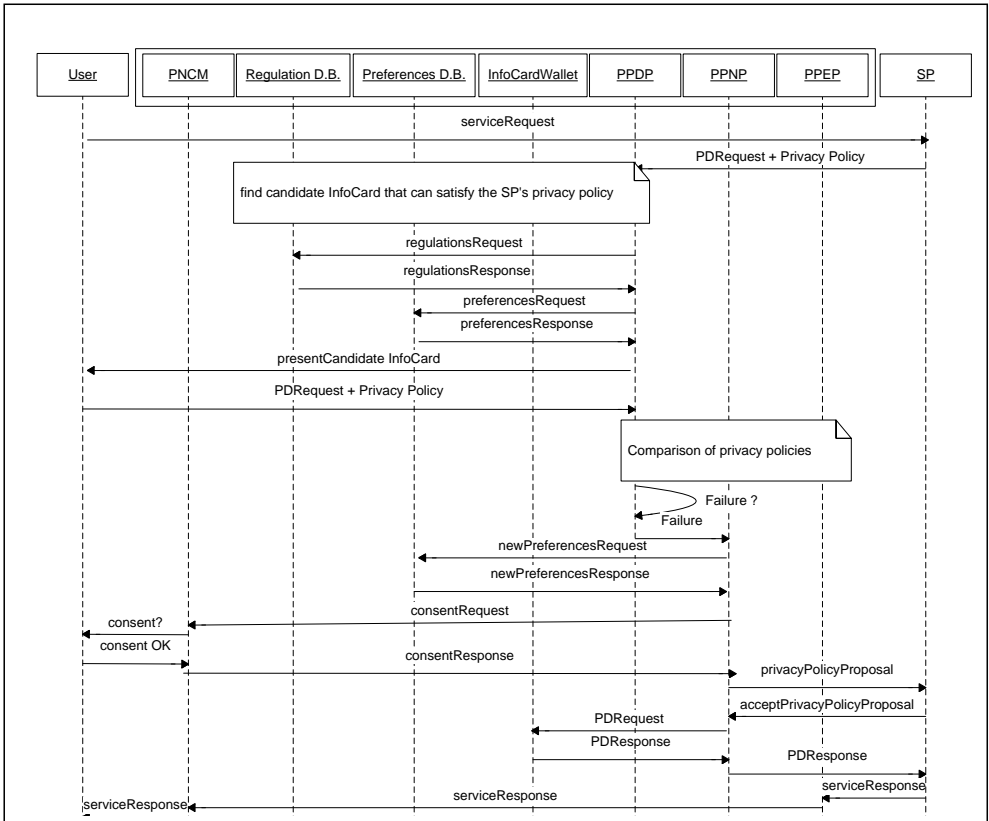 User
PNCM
Regulation D.B.
Preferences D.B.
InfoCardWallet
PPDP
PPNP
PPEP
SP
serviceRequest
PDRequest + Privacy Policy
find candidate InfoCard that can satisfy the SP's privacy policy
regulationsRequest
regulationsResponse
preferencesRequest
preferencesResponse
presentCandidate InfoCard
PDRequest + Privacy Policy
Comparison of privacy policies
Failure ?
Failure
newPreferencesRequest
newPreferencesResponse
consentRequest
consent?
consent OK
consentResponse
privacyPolicyProposal
acceptPrivacyPolicyProposal
PDRequest
PDResponse
PDResponse
serviceResponse
serviceResponse
serviceResponse